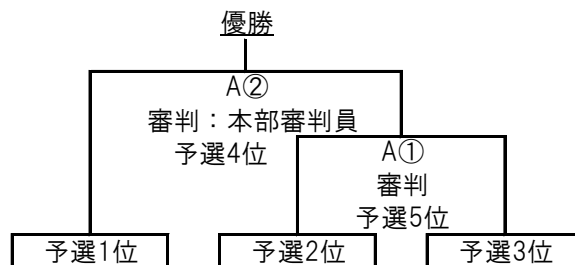 優勝
A②
審判：本部審判員
予選4位
A①
審判
予選5位
予選1位
予選2位
予選3位